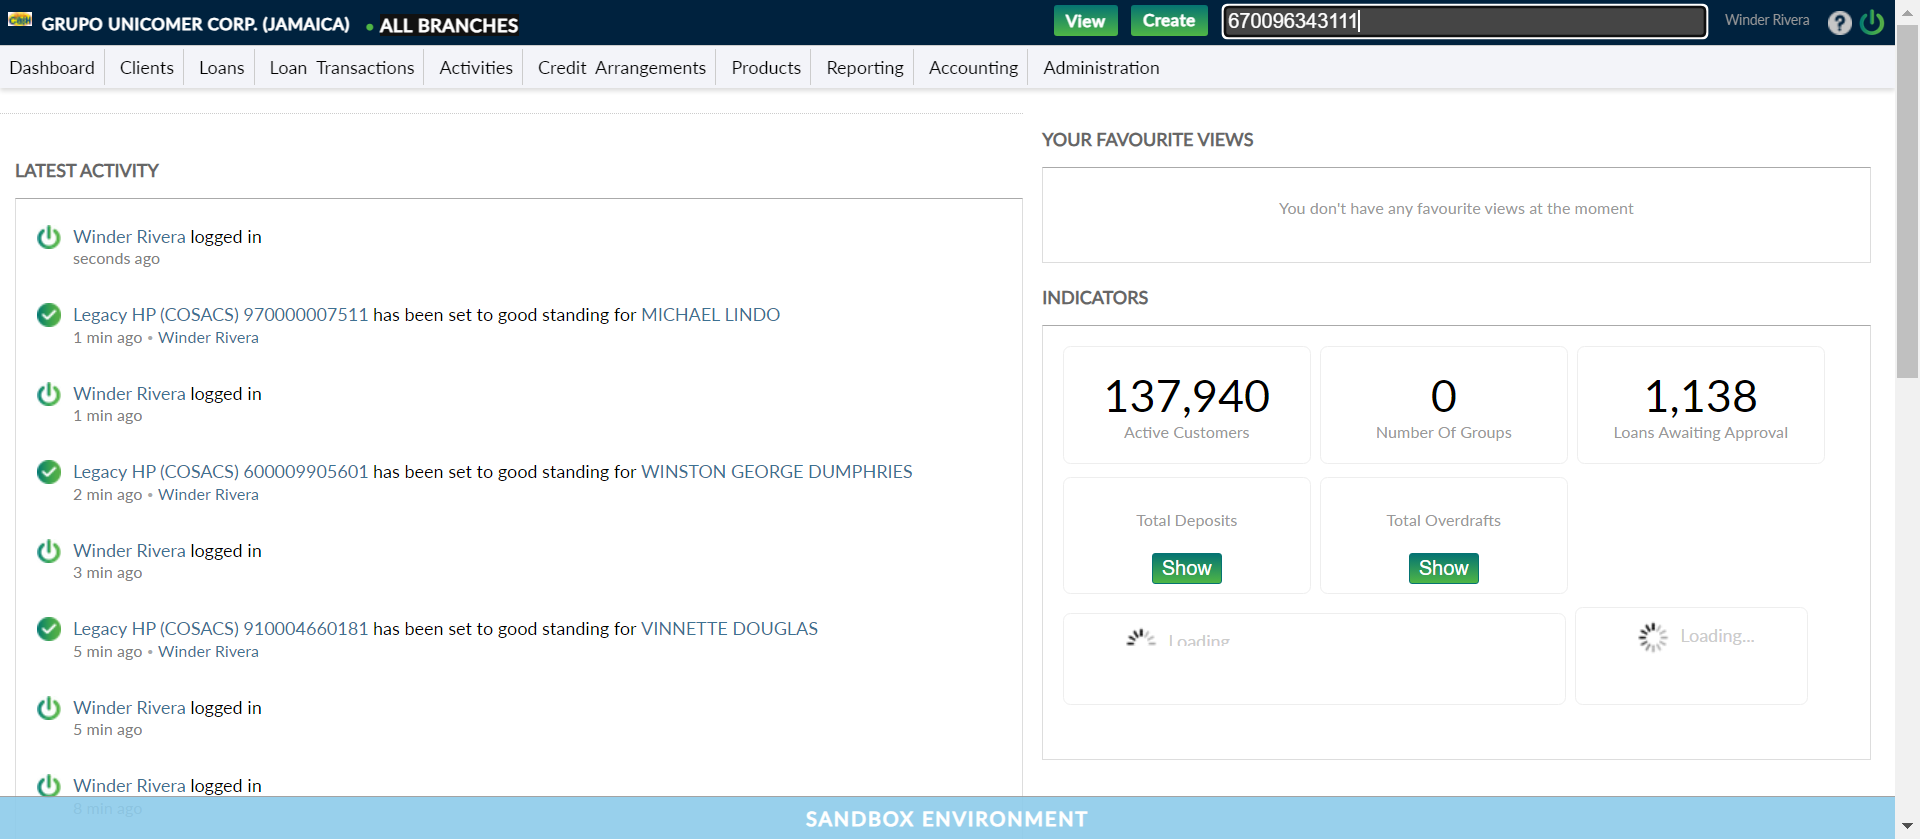 GRUPO UNICOMER CORP. (JAMAICA) • ALL BRANCHES
View Create 670096343111 Winder Rivera ?
Dashboard Clients Loans Loan Transactions Activities Credit Arrangements Products Reporting Accounting Administration
LATEST ACTIVITY
Winder Rivera logged in
seconds ago
Legacy HP (COSACS) 970000007511 has been set to good standing for MICHAEL LINDO
1 min ago • Winder Rivera
Winder Rivera logged in
1 min ago
Legacy HP (COSACS) 600009905601 has been set to good standing for WINSTON GEORGE DUMPHRIES
2 min ago • Winder Rivera
Winder Rivera logged in
3 min ago
Legacy HP (COSACS) 910004660181 has been set to good standing for VINNETTE DOUGLAS
5 min ago • Winder Rivera
Winder Rivera logged in
5 min ago
Winder Rivera logged in
8 min ago
YOUR FAVOURITE VIEWS
You don't have any favourite views at the moment
INDICATORS
137,940
Active Customers
0
Number Of Groups
1,138
Loans Awaiting Approval
Total Deposits
Show
Total Overdrafts
Show
Loading
Loading...
SANDBOX ENVIRONMENT